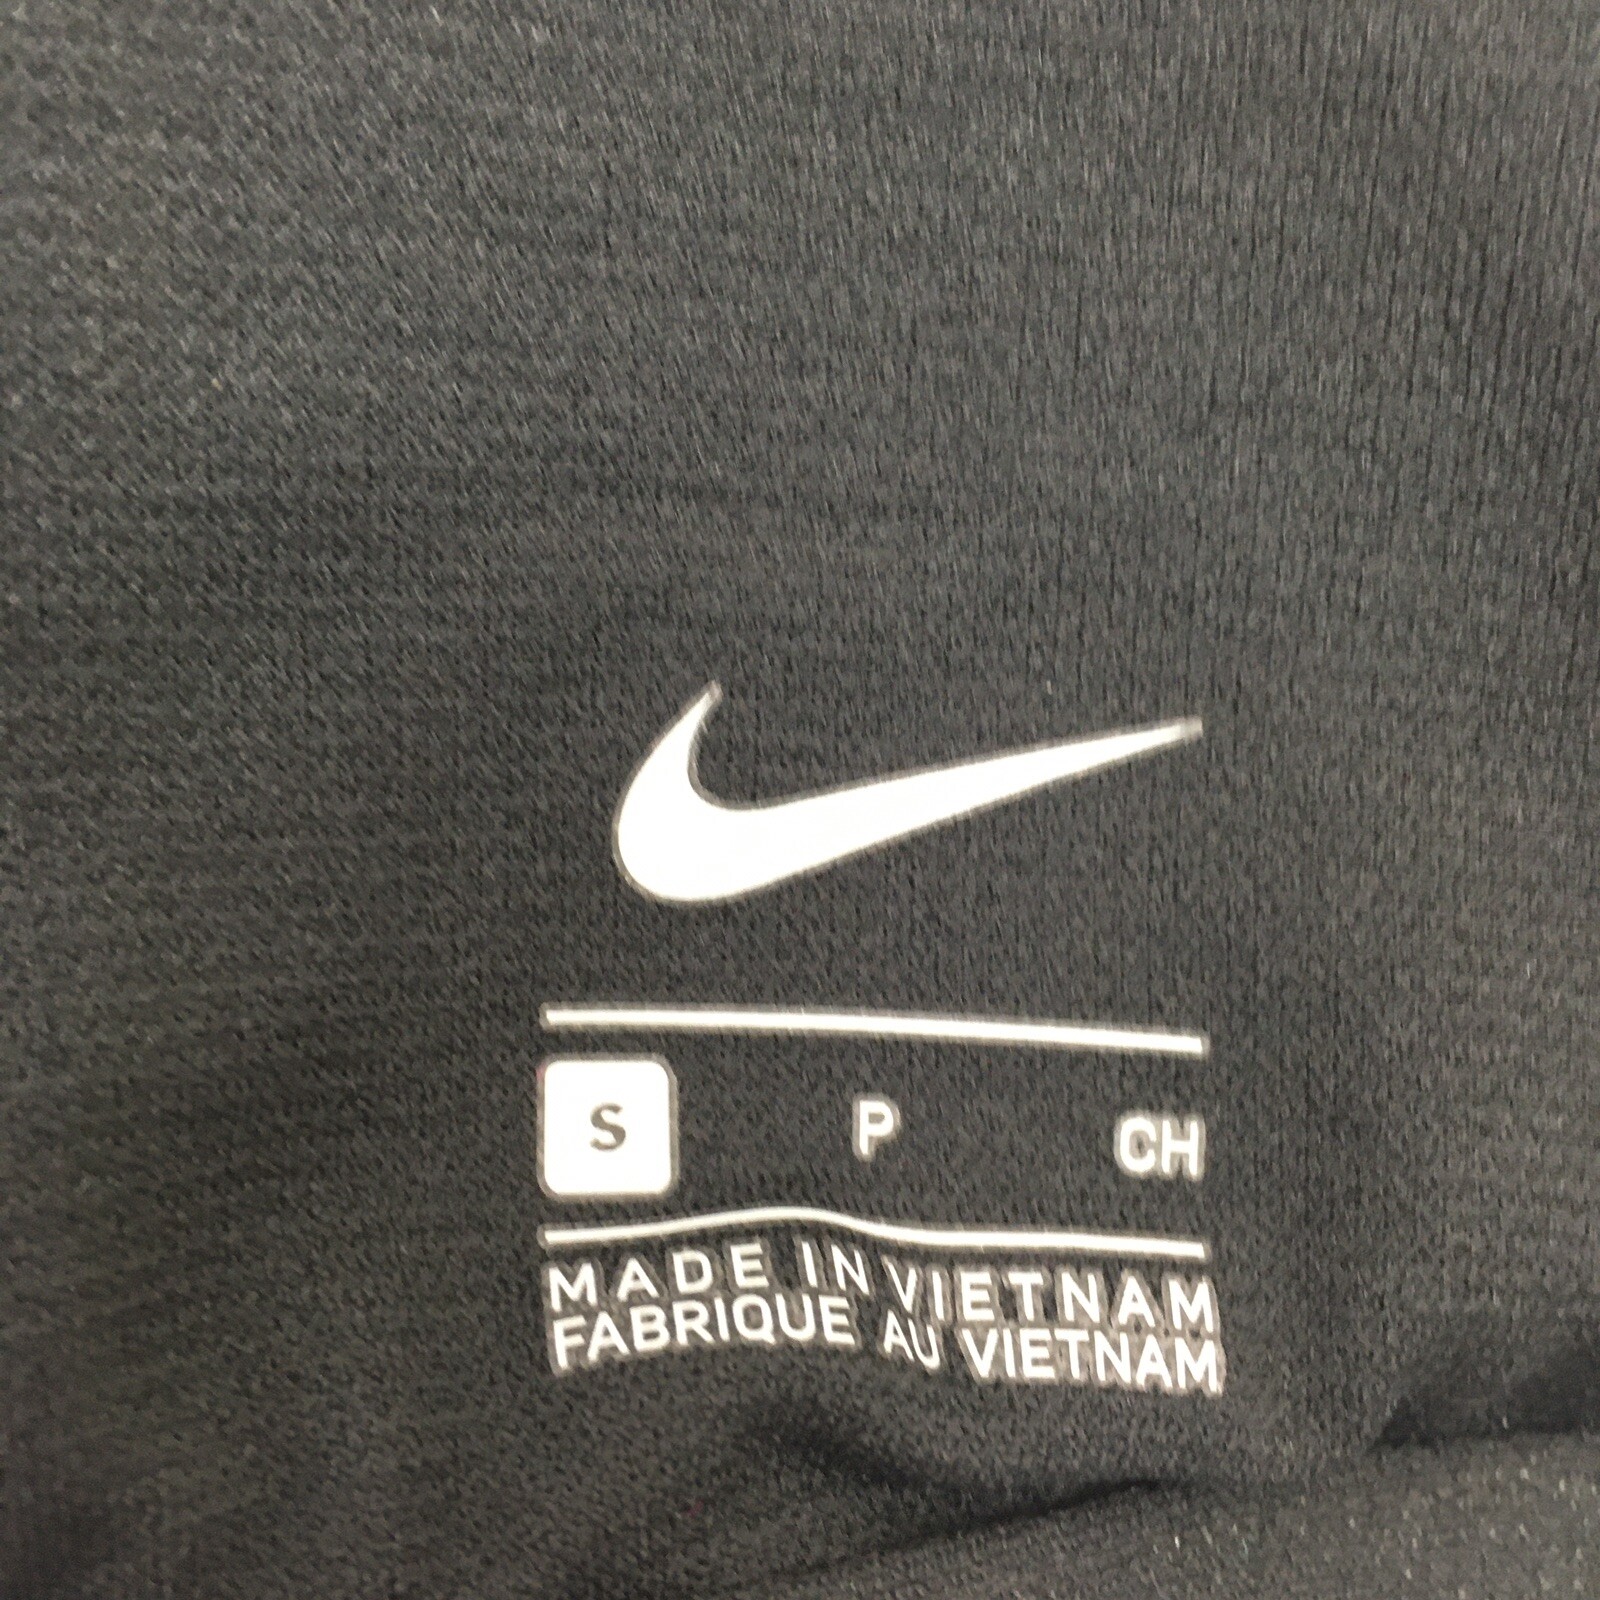 S P CH
MADE IN VIETNAM
FABRIQUE AU VIETNAM